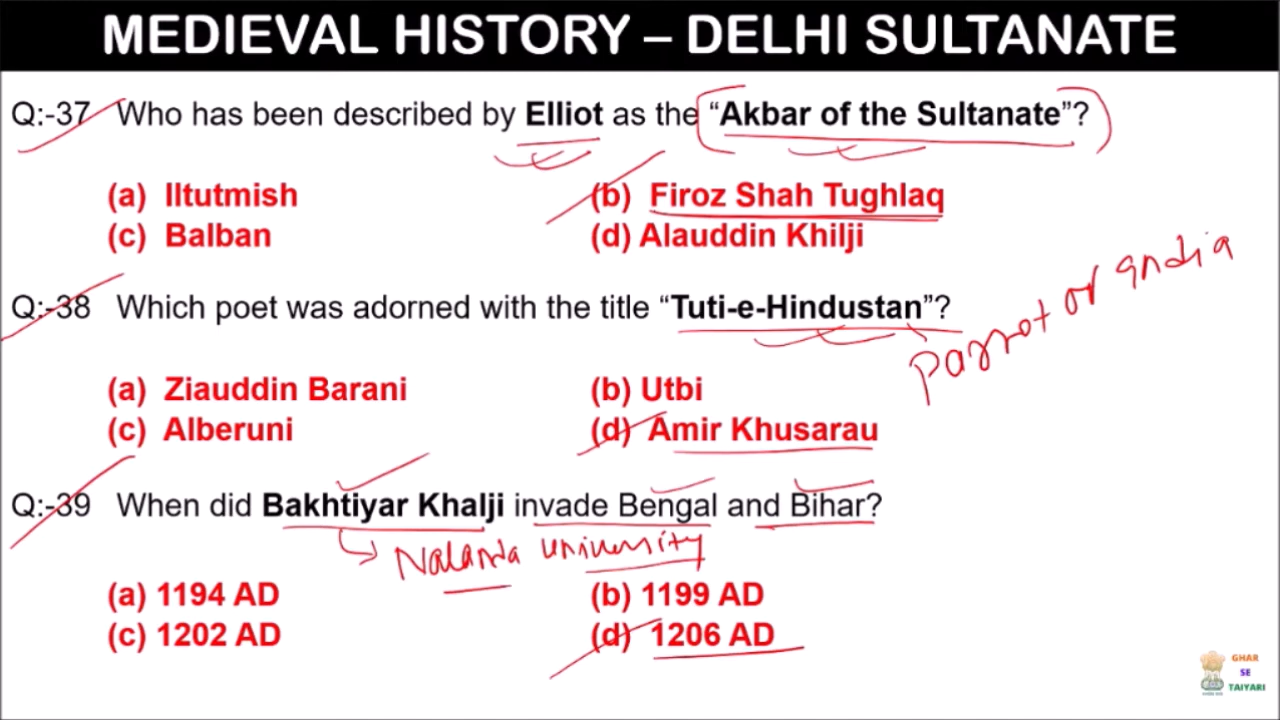 MEDIEVAL HISTORY – DELHI SULTANATE
Q:-37 Who has been described by Elliot as the “Akbar of the Sultanate”?
(a) Iltutmish (b) Firoz Shah Tughlaq
(c) Balban (d) Alauddin Khilji
Q:-38 Which poet was adorned with the title “Tuti-e-Hindustan”?
Parrot or India
(a) Ziauddin Barani (b) Utbi
(c) Alberuni (d) Amir Khusarau
Q:-39 When did Bakhtiyar Khalji invade Bengal and Bihar?
Nalanda University
(a) 1194 AD (b) 1199 AD
(c) 1202 AD (d) 1206 AD
GHAR
SE
TAIYARI